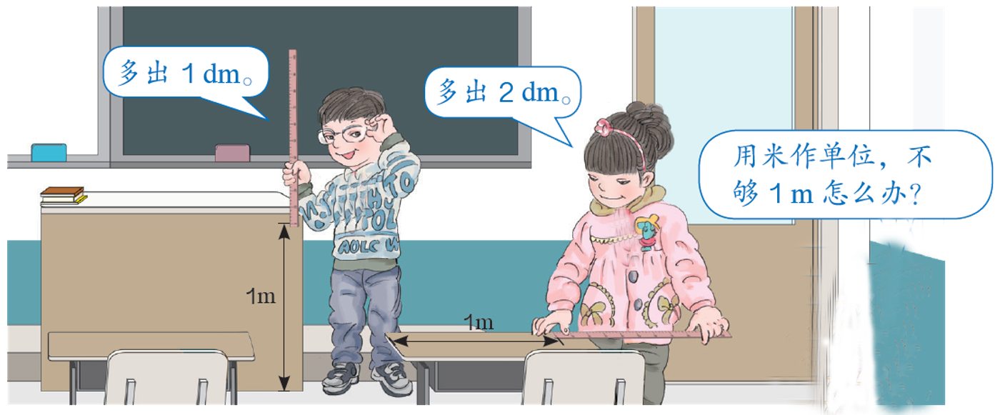 多出 1 dm。
多出 2 dm。
用米作单位，不
够 1 m 怎么办？
1m
1m
AOLC U